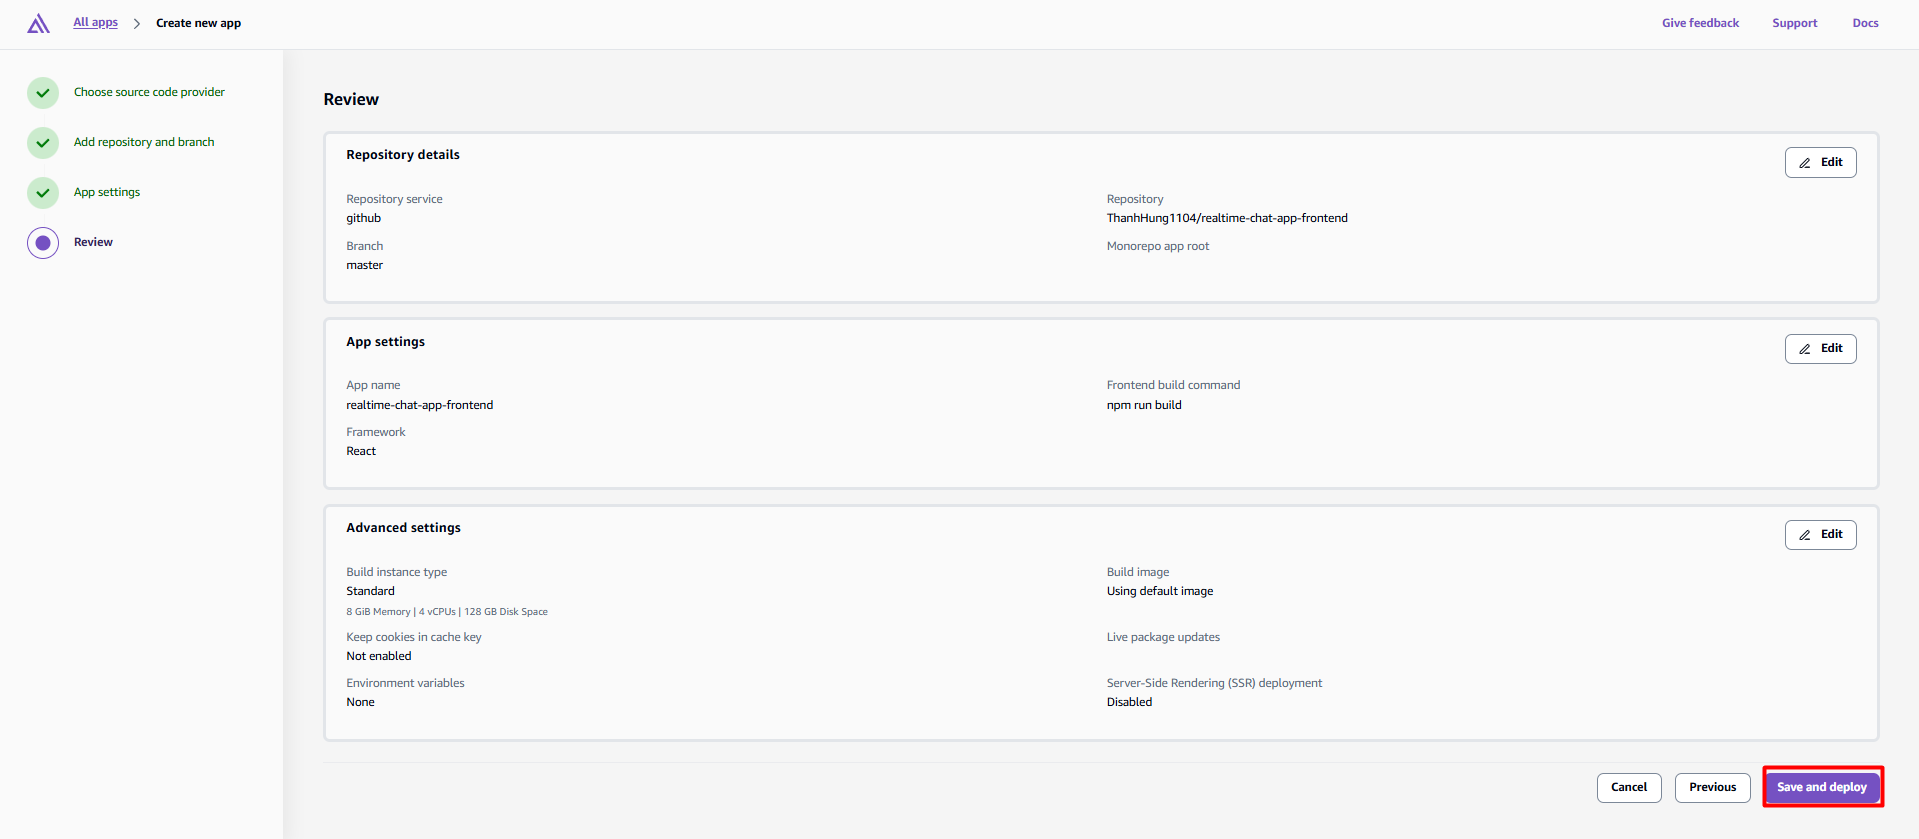 All apps > Create new app
Give feedback Support Docs
Choose source code provider
Add repository and branch
App settings
Review
Review
Repository details
Edit
Repository service
github
Repository
ThanhHung1104/realtime-chat-app-frontend
Branch
master
Monorepo app root
App settings
Edit
App name
realtime-chat-app-frontend
Frontend build command
npm run build
Framework
React
Advanced settings
Edit
Build instance type
Standard
8 GiB Memory | 4 vCPUs | 128 GB Disk Space
Build image
Using default image
Keep cookies in cache key
Not enabled
Live package updates
Environment variables
None
Server-Side Rendering (SSR) deployment
Disabled
Cancel Previous Save and deploy